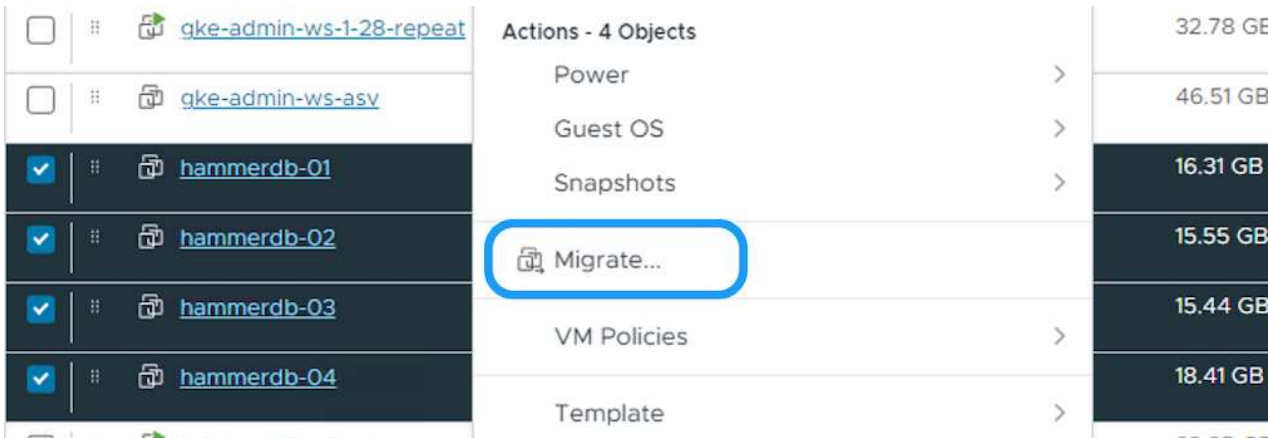 gke-admin-ws-1-28-repeat
Actions - 4 Objects
32.78 GB
Power
gke-admin-ws-asv
46.51 GB
Guest OS
hammerdb-01
16.31 GB
Snapshots
hammerdb-02
15.55 GB
Migrate...
hammerdb-03
15.44 GB
VM Policies
hammerdb-04
18.41 GB
Template